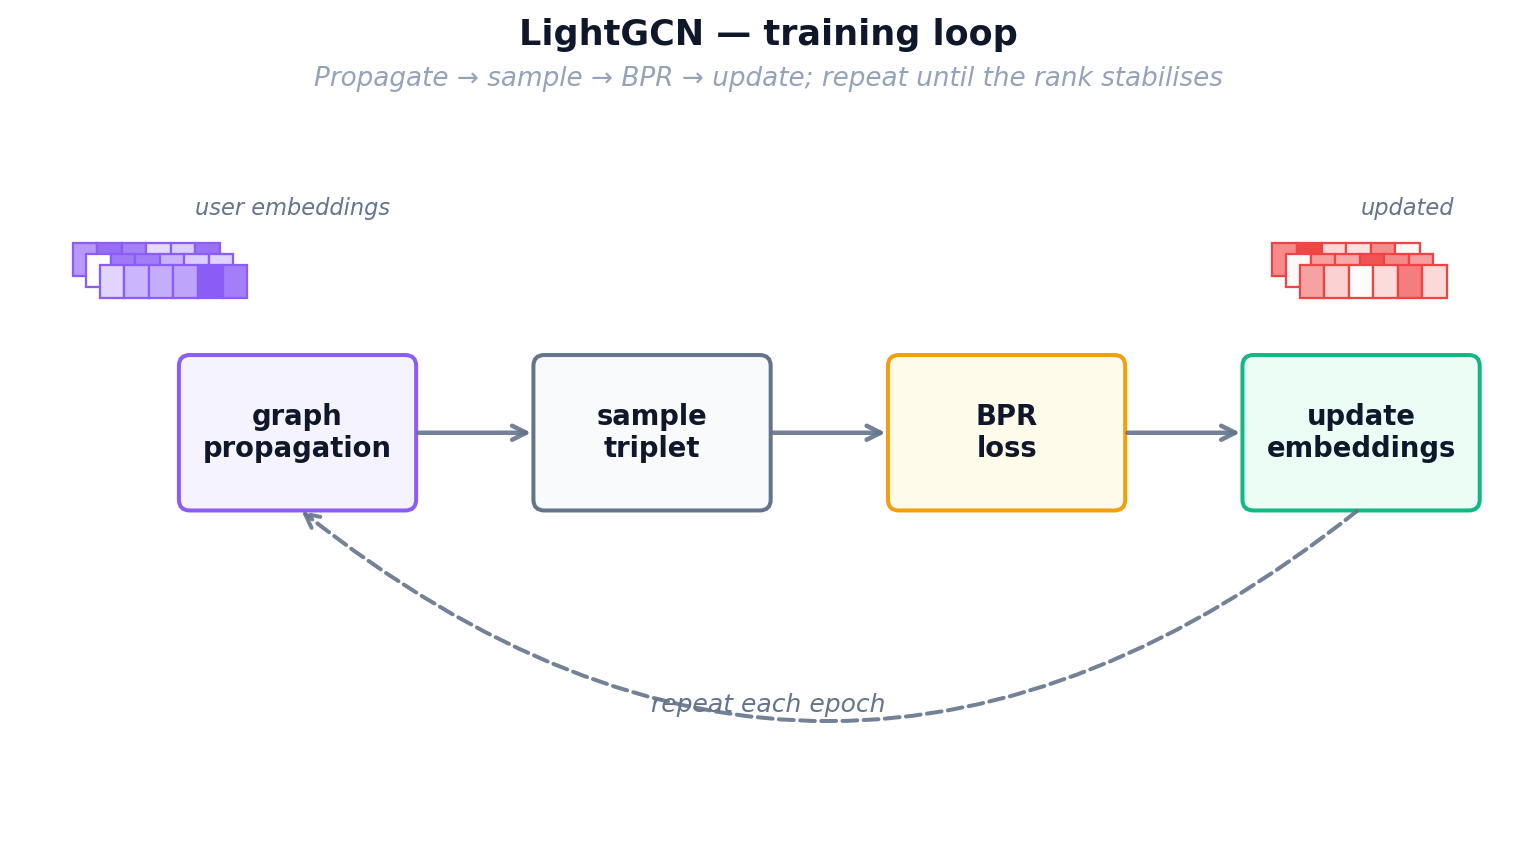 LightGCN — training loop
Propagate → sample → BPR → update; repeat until the rank stabilises
user embeddings
updated
graph
propagation
sample
triplet
BPR
loss
update
embeddings
repeat each epoch